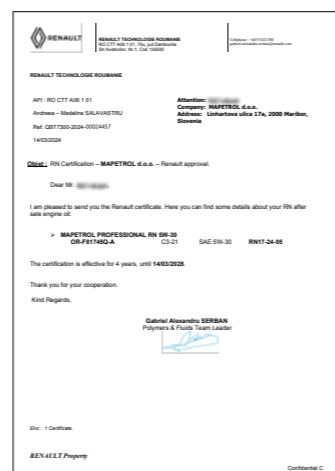 RENAULT
RENAULT TECHNOLOGIE ROUMANIE
RO CTT A06 1 01, Titu, jud Dambovita
Str Aviatorilor, Nr 1, Cod 135500
RENAULT TECHNOLOGIE ROUMANIE
API : RO CTT A06 1 01
Andreea – Madalina SALAVASTRU
Ref: QBT7300-2024-00024457
14/03/2024
Attention:
Company: MAPETROL d.o.o.
Address: Linhartova ulica 17a, 2000 Maribor,
Slovenia
Objet : RN Certification – MAPETROL d.o.o. – Renault approval.
Dear Mr.
I am pleased to send you the Renault certificate. Here you can find some details about your RN after
sale engine oil:
➢ MAPETROL PROFESSIONAL RN 5W-30
OR-F81745Q-A C3-21 SAE 5W-30 RN17-24-05
The certification is effective for 4 years, until 14/03/2028.
Thank you for your cooperation.
Kind Regards,
Gabriel Alexandru SERBAN
Polymers & Fluids Team Leader
Enc : 1 Certificate.
RENAULT Property
Confidential C